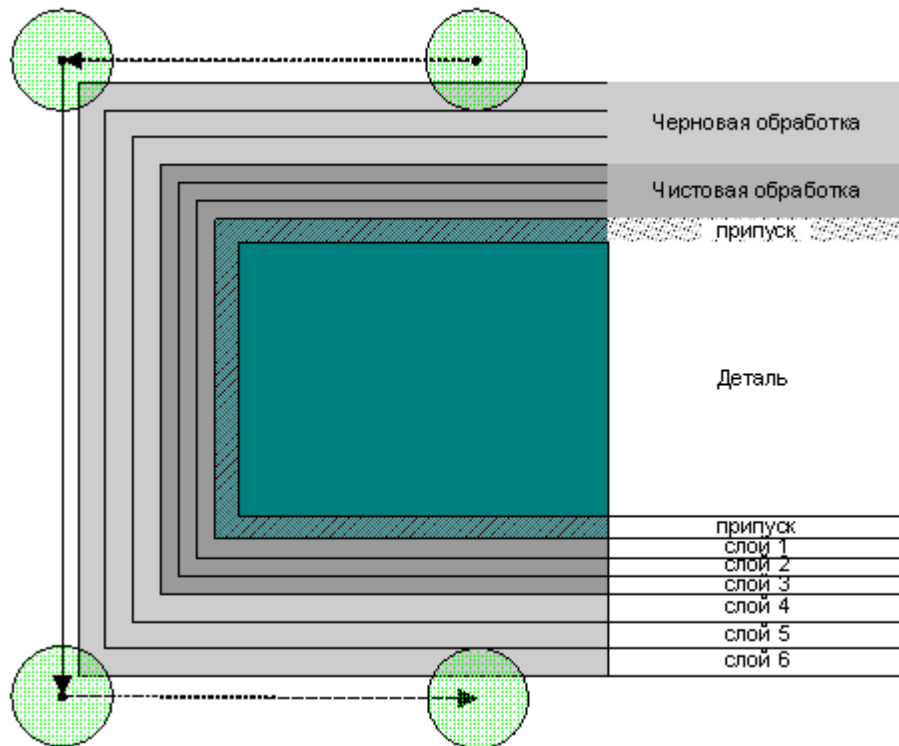 Черновая обработка
Чистовая обработка
припуск
Деталь
припуск
слой 1
слой 2
слой 3
слой 4
слой 5
слой 6